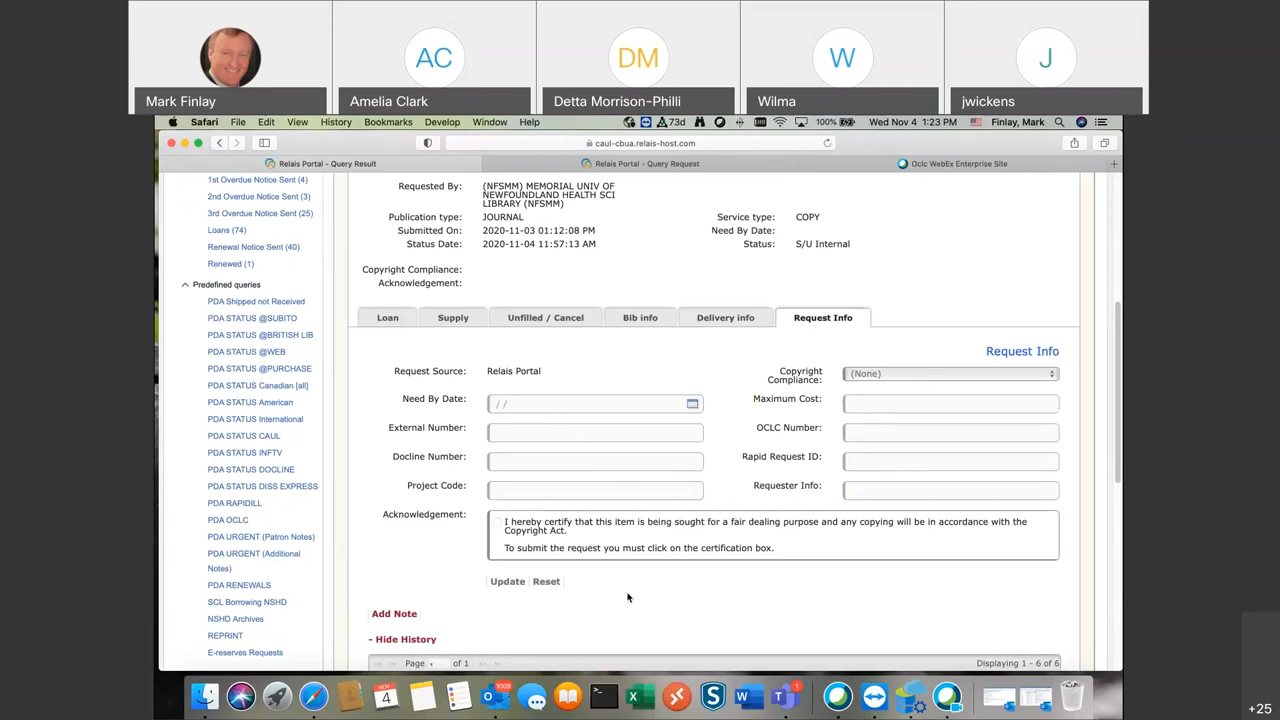 AC
DM
W
J
Mark Finlay
Amelia Clark
Detta Morrison-Philli
Wilma
jwickens
Safari File Edit View History Bookmarks Develop Window Help
73d
100%
Wed Nov 4 1:23 PM Finlay, Mark
caul-cbua.relais-host.com
Relais Portal - Query Result
Relais Portal - Query Request
Oclc WebEx Enterprise Site
1st Overdue Notice Sent (4)
2nd Overdue Notice Sent (3)
3rd Overdue Notice Sent (25)
Loans (74)
Renewal Notice Sent (40)
Renewed (1)
Predefined queries
PDA Shipped not Received
PDA STATUS @SUBITO
PDA STATUS @BRITISH LIB
PDA STATUS @WEB
PDA STATUS @PURCHASE
PDA STATUS Canadian [all]
PDA STATUS American
PDA STATUS International
PDA STATUS CAUL
PDA STATUS INFTV
PDA STATUS DOCLINE
PDA STATUS DISS EXPRESS
PDA RAPIDILL
PDA OCLC
PDA URGENT (Patron Notes)
PDA URGENT (Additional
Notes)
PDA RENEWALS
SCL Borrowing NSHD
NSHD Archives
REPRINT
E-reserves Requests
Requested By: (NFSMM) MEMORIAL UNIV OF
NEWFOUNDLAND HEALTH SCI
LIBRARY (NFSMM)
Publication type: JOURNAL Service type: COPY
Submitted On: 2020-11-03 01:12:08 PM Need By Date:
Status Date: 2020-11-04 11:57:13 AM Status: S/U Internal
Copyright Compliance:
Acknowledgement:
Loan Supply Unfilled / Cancel Bib info Delivery info Request Info
Request Info
Request Source: Relais Portal Copyright
Compliance: (None)
Need By Date: / / Maximum Cost:
External Number: OCLC Number:
Docline Number: Rapid Request ID:
Project Code: Requester Info:
Acknowledgement: I hereby certify that this item is being sought for a fair dealing purpose and any copying will be in accordance with the
Copyright Act.
To submit the request you must click on the certification box.
Update Reset
Add Note
- Hide History
Page 1 of 1 Displaying 1 - 6 of 6
NOV
4
1009
1
+25